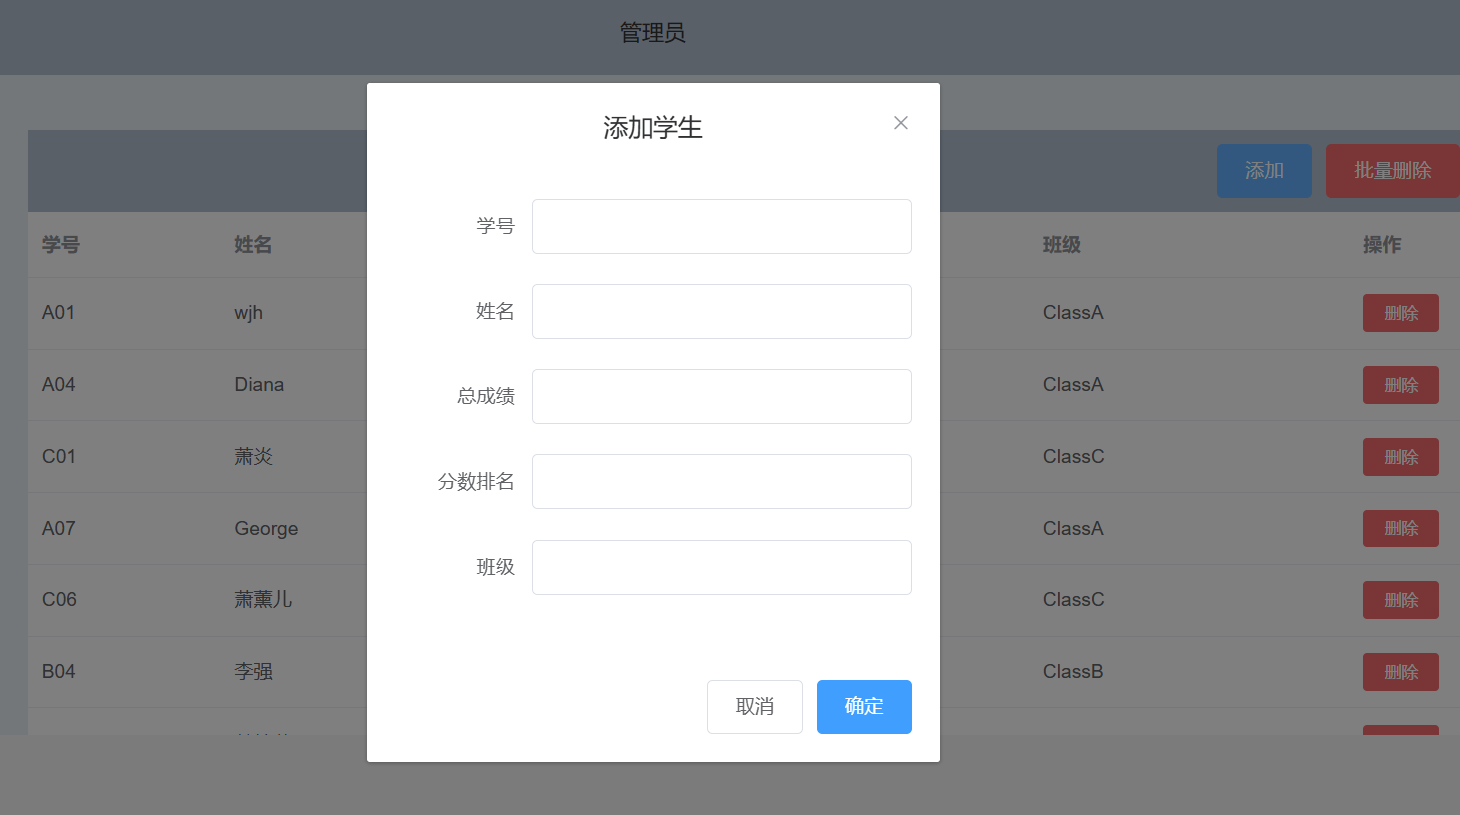 管理员
添加学生
学号
姓名
总成绩
分数排名
班级
取消 确定
添加 批量删除
学号 姓名 班级 操作
A01 wjh ClassA 删除
A04 Diana ClassA 删除
C01 萧炎 ClassC 删除
A07 George ClassA 删除
C06 萧薰儿 ClassC 删除
B04 李强 ClassB 删除